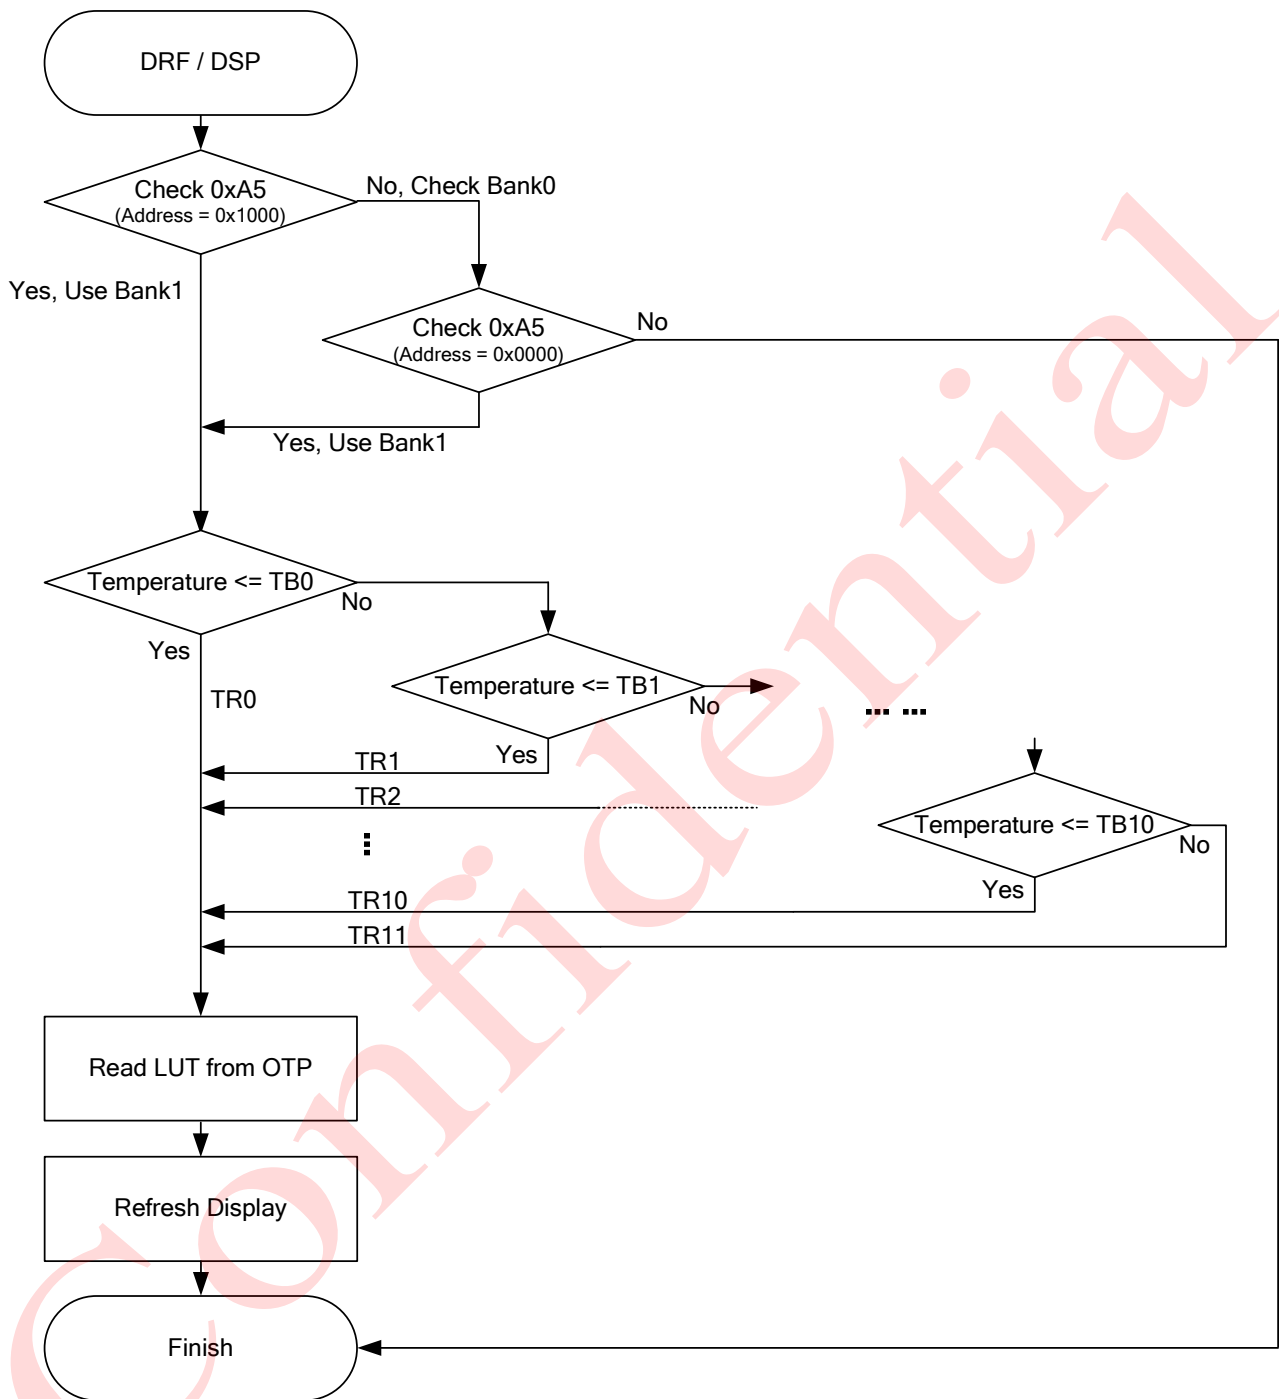 DRF / DSP
Check 0xA5
(Address = 0x1000)
No, Check Bank0
Yes, Use Bank1
Check 0xA5
(Address = 0x0000)
No
Yes, Use Bank1
Temperature <= TB0
No
Yes
TR0
Temperature <= TB1
No
Yes
TR1
... ...
TR2
Temperature <= TB10
No
Yes
TR10
TR11
Read LUT from OTP
Refresh Display
Finish
Confidential